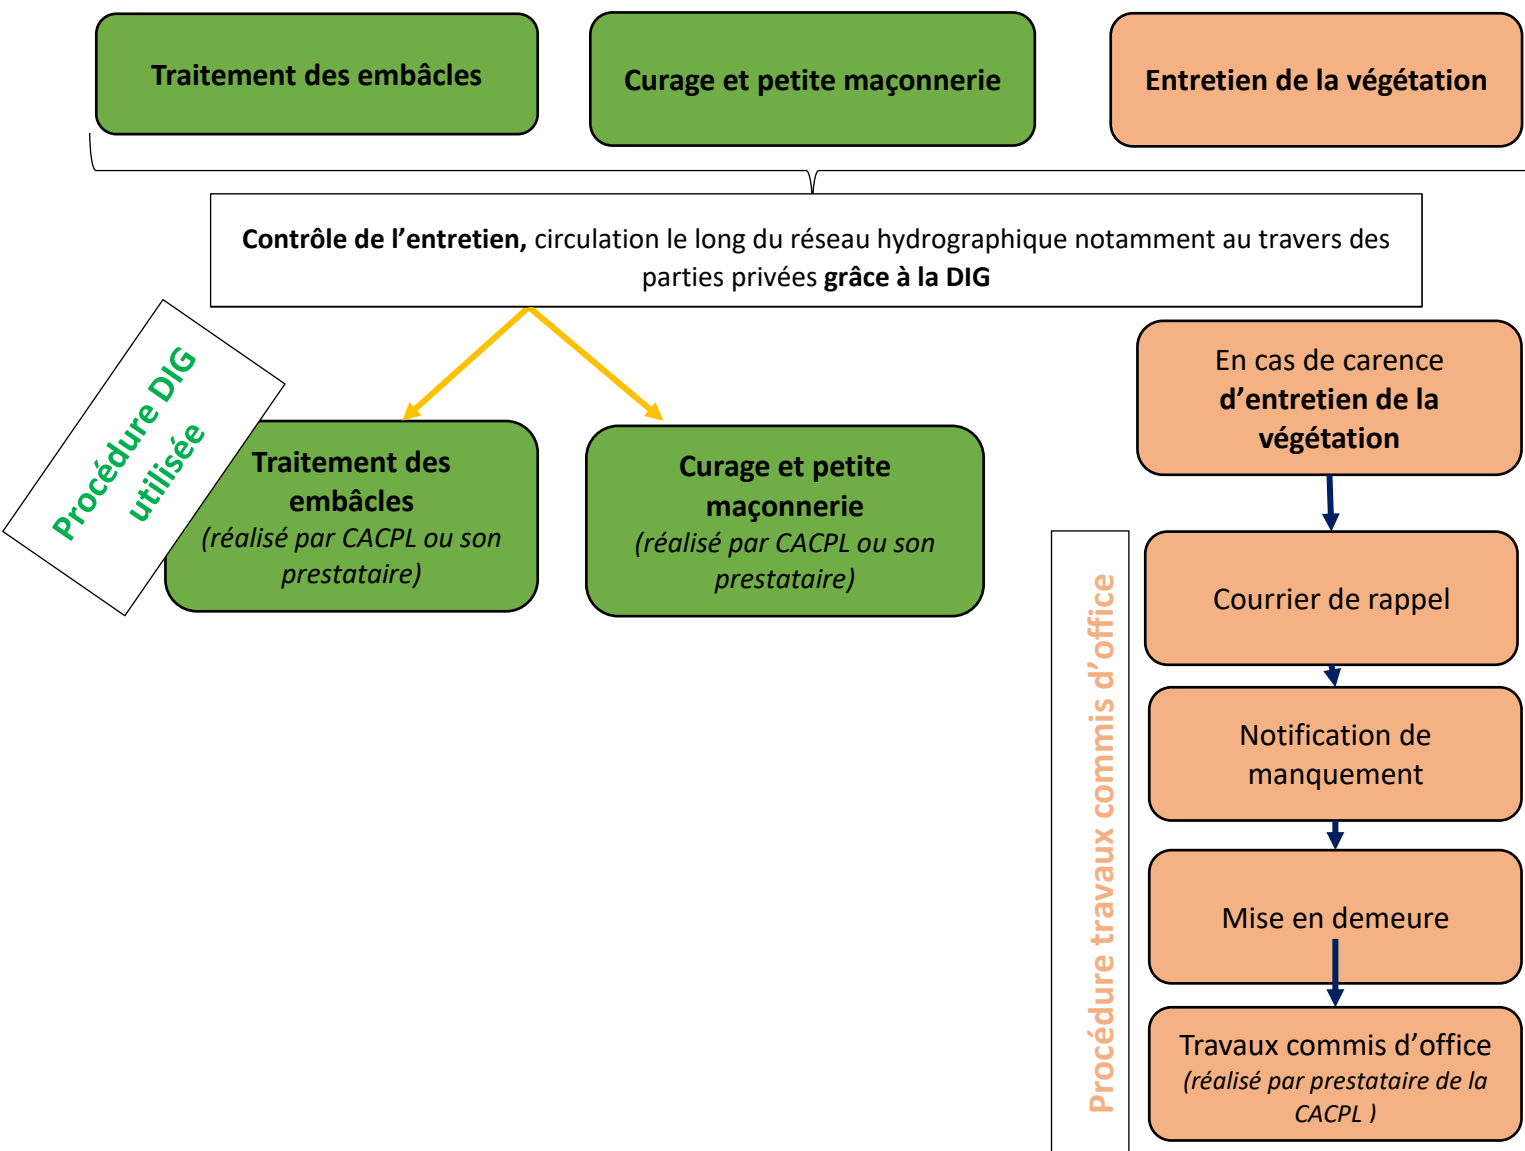 Traitement des embâcles
Curage et petite maçonnerie
Entretien de la végétation
Contrôle de l’entretien, circulation le long du réseau hydrographique notamment au travers des
parties privées grâce à la DIG
Procédure DIG
utilisée
Traitement des
embâcles
(réalisé par CACPL ou son
prestataire)
Curage et petite
maçonnerie
(réalisé par CACPL ou son
prestataire)
En cas de carence
d’entretien de la
végétation
Procédure travaux commis d’office
Courrier de rappel
Notification de
manquement
Mise en demeure
Travaux commis d’office
(réalisé par prestataire de la
CACPL )